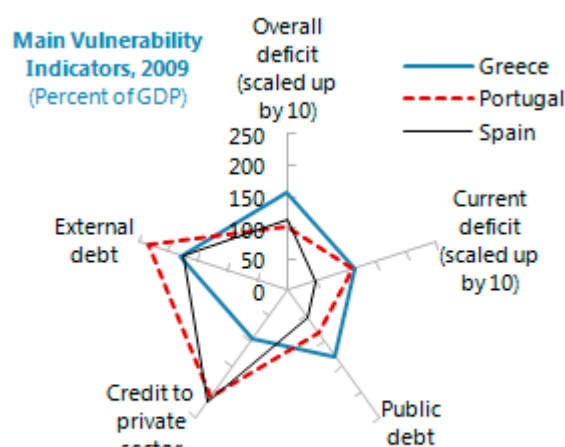 Main Vulnerability
Indicators, 2009
(Percent of GDP)
Overall
deficit
(scaled up
by 10)
Greece
Portugal
Spain
250
200
150
100
50
0
External
debt
Current
deficit
(scaled up
by 10)
Credit to
private
Public
debt